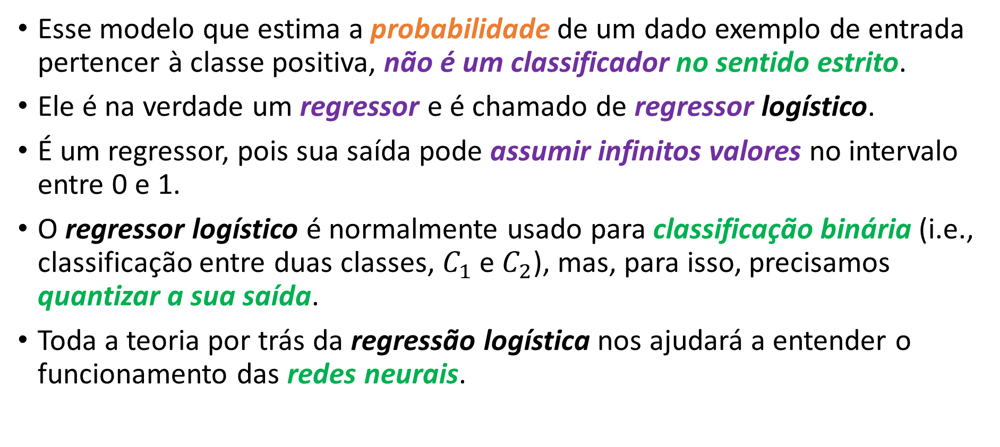 • Esse modelo que estima a probabilidade de um dado exemplo de entrada
pertencer à classe positiva, não é um classificador no sentido estrito.
• Ele é na verdade um regressor e é chamado de regressor logístico.
• É um regressor, pois sua saída pode assumir infinitos valores no intervalo
entre 0 e 1.
• O regressor logístico é normalmente usado para classificação binária (i.e.,
classificação entre duas classes, C₁ e C₂), mas, para isso, precisamos
quantizar a sua saída.
• Toda a teoria por trás da regressão logística nos ajudará a entender o
funcionamento das redes neurais.